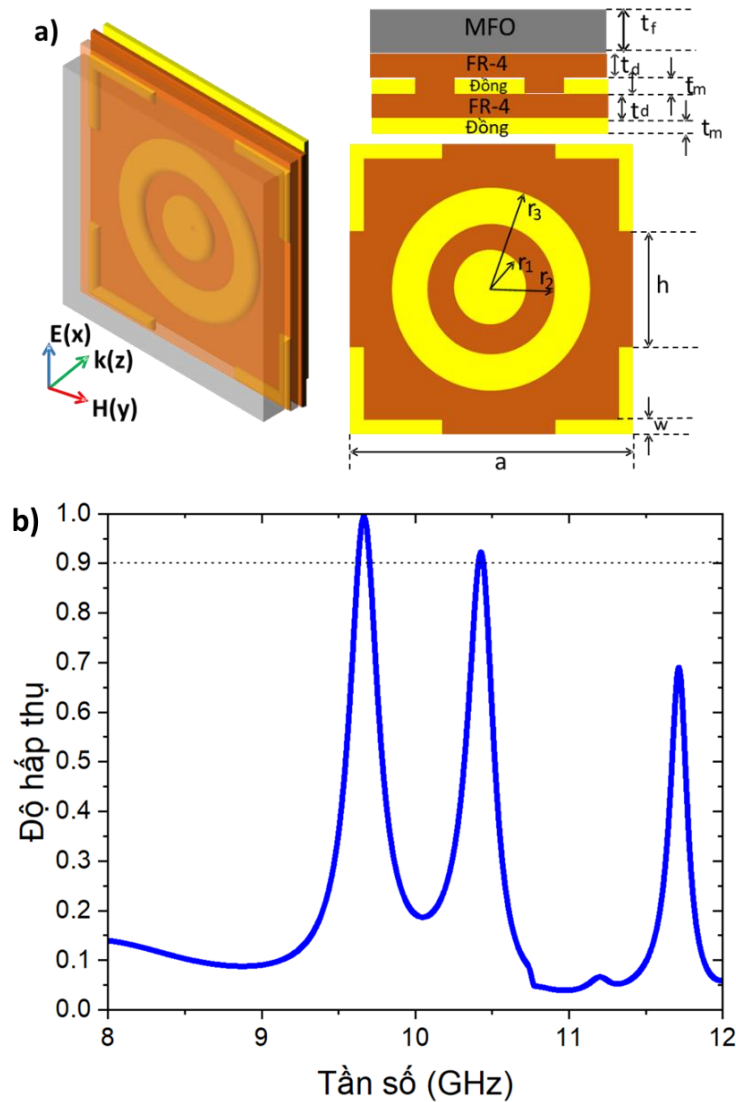 a)
MFO
t_f
FR-4
t_d
Đồng
t_m
FR-4
t_d
Đồng
t_m
E(x)
k(z)
H(y)
r_3
r_1
r_2
h
w
a
b)
1.0
0.9
0.8
0.7
0.6
0.5
0.4
0.3
0.2
0.1
0.0
Độ hấp thụ
8
9
10
11
12
Tần số (GHz)